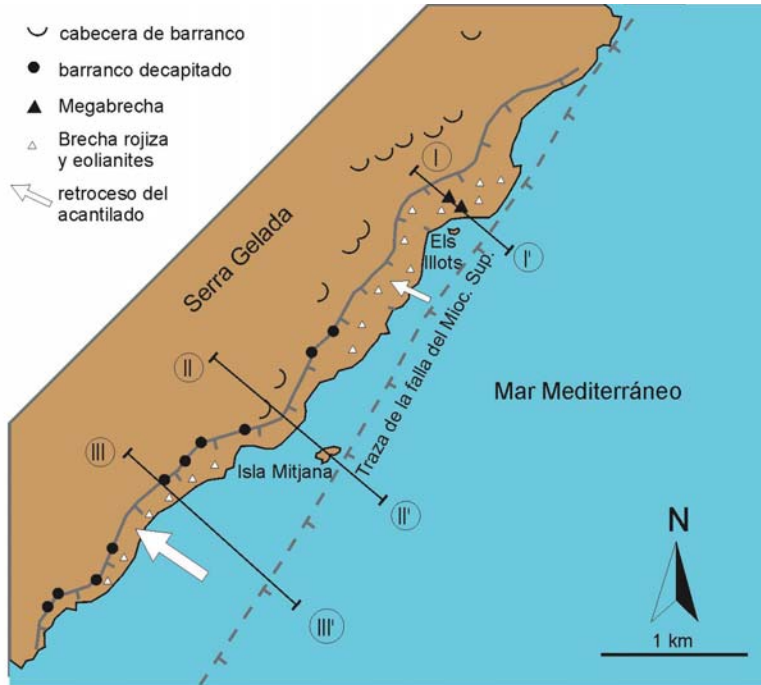 cabecera de barranco
barranco decapitado
Megabrecha
Brecha rojiza
y eolianites
retroceso del
acantilado
Serra Gelada
I
Els
Illots
I'
Traza de la falla del Mioc. Sup.
Mar Mediterráneo
II
III
Isla Mitjana
II'
III'
N
1 km